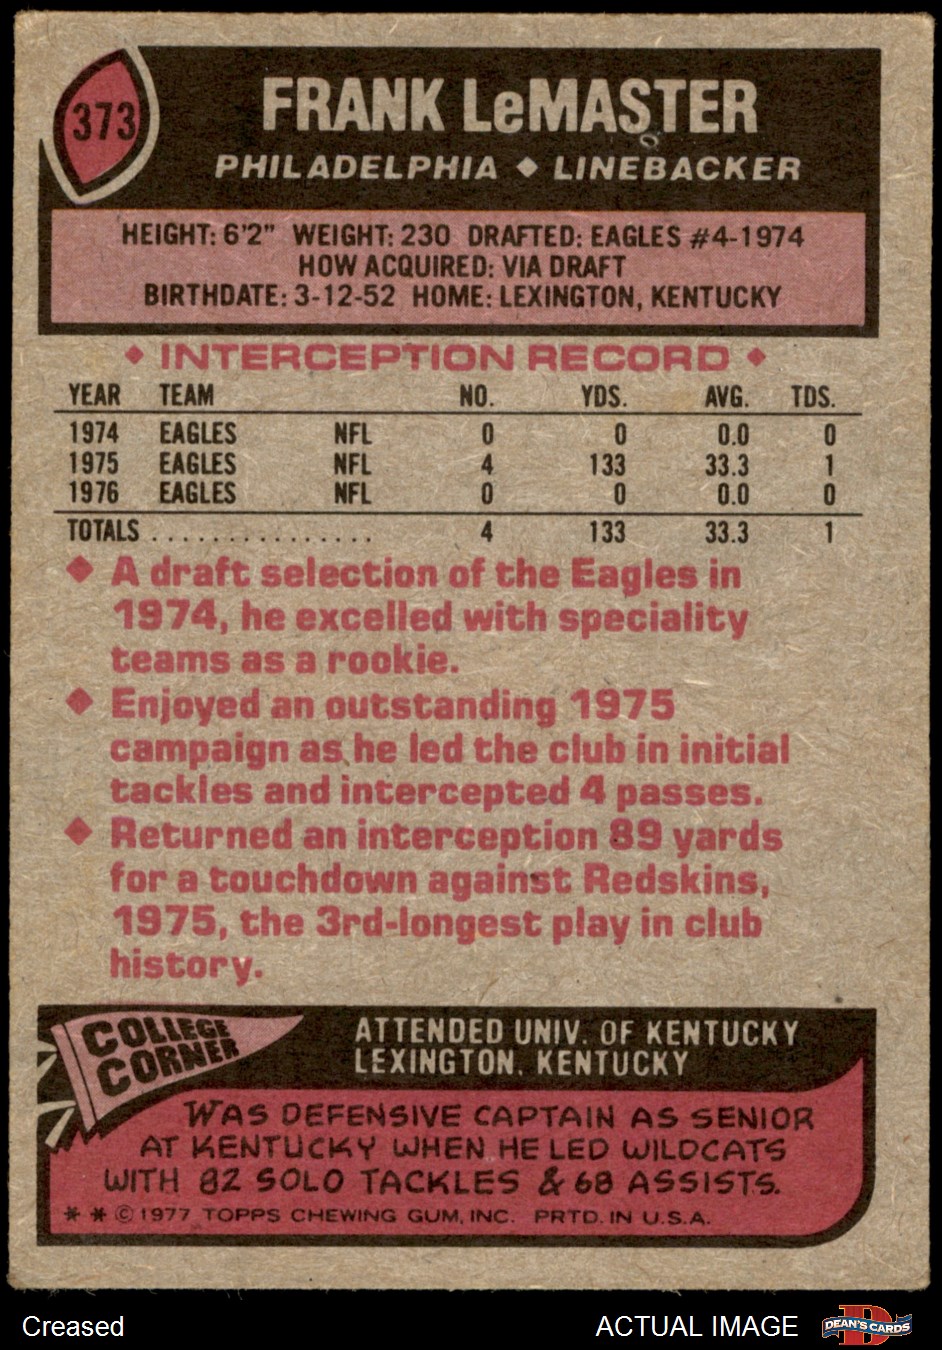 373
FRANK LeMASTER
PHILADELPHIA ◆ LINEBACKER
HEIGHT: 6'2" WEIGHT: 230 DRAFTED: EAGLES #4-1974
HOW ACQUIRED: VIA DRAFT
BIRTHDATE: 3-12-52 HOME: LEXINGTON, KENTUCKY
◆ INTERCEPTION RECORD ◆
YEAR TEAM NO. YDS. AVG. TDS.
1974 EAGLES NFL 0 0 0.0 0
1975 EAGLES NFL 4 133 33.3 1
1976 EAGLES NFL 0 0 0.0 0
TOTALS . . . . . . . . . . . . . . . 4 133 33.3 1
◆ A draft selection of the Eagles in
1974, he excelled with speciality
teams as a rookie.
◆ Enjoyed an outstanding 1975
campaign as he led the club in initial
tackles and intercepted 4 passes.
◆ Returned an interception 89 yards
for a touchdown against Redskins,
1975, the 3rd-longest play in club
history.
COLLEGE
CORNER
ATTENDED UNIV. OF KENTUCKY
LEXINGTON, KENTUCKY
WAS DEFENSIVE CAPTAIN AS SENIOR
AT KENTUCKY WHEN HE LED WILDCATS
WITH 82 SOLO TACKLES & 68 ASSISTS.
* * © 1977 TOPPS CHEWING GUM, INC. PRTD. IN U.S.A.
Creased
ACTUAL IMAGE
DEAN'S CARDS